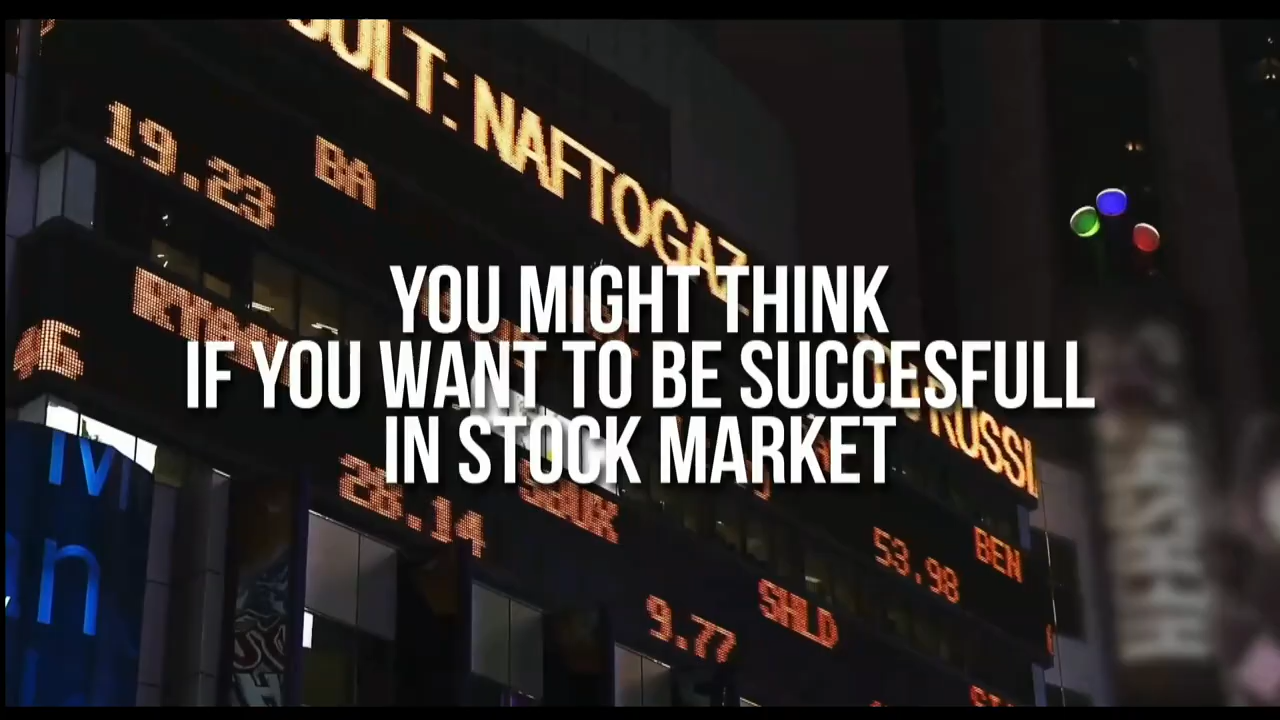 ULT: NAFTOGAZ
19.23 BA
YOU MIGHT THINK
IF YOU WANT TO BE SUCCESFULL
IN STOCK MARKET
RUSSI
28.14 SBUX
53.98 BEN
9.77 SHLD